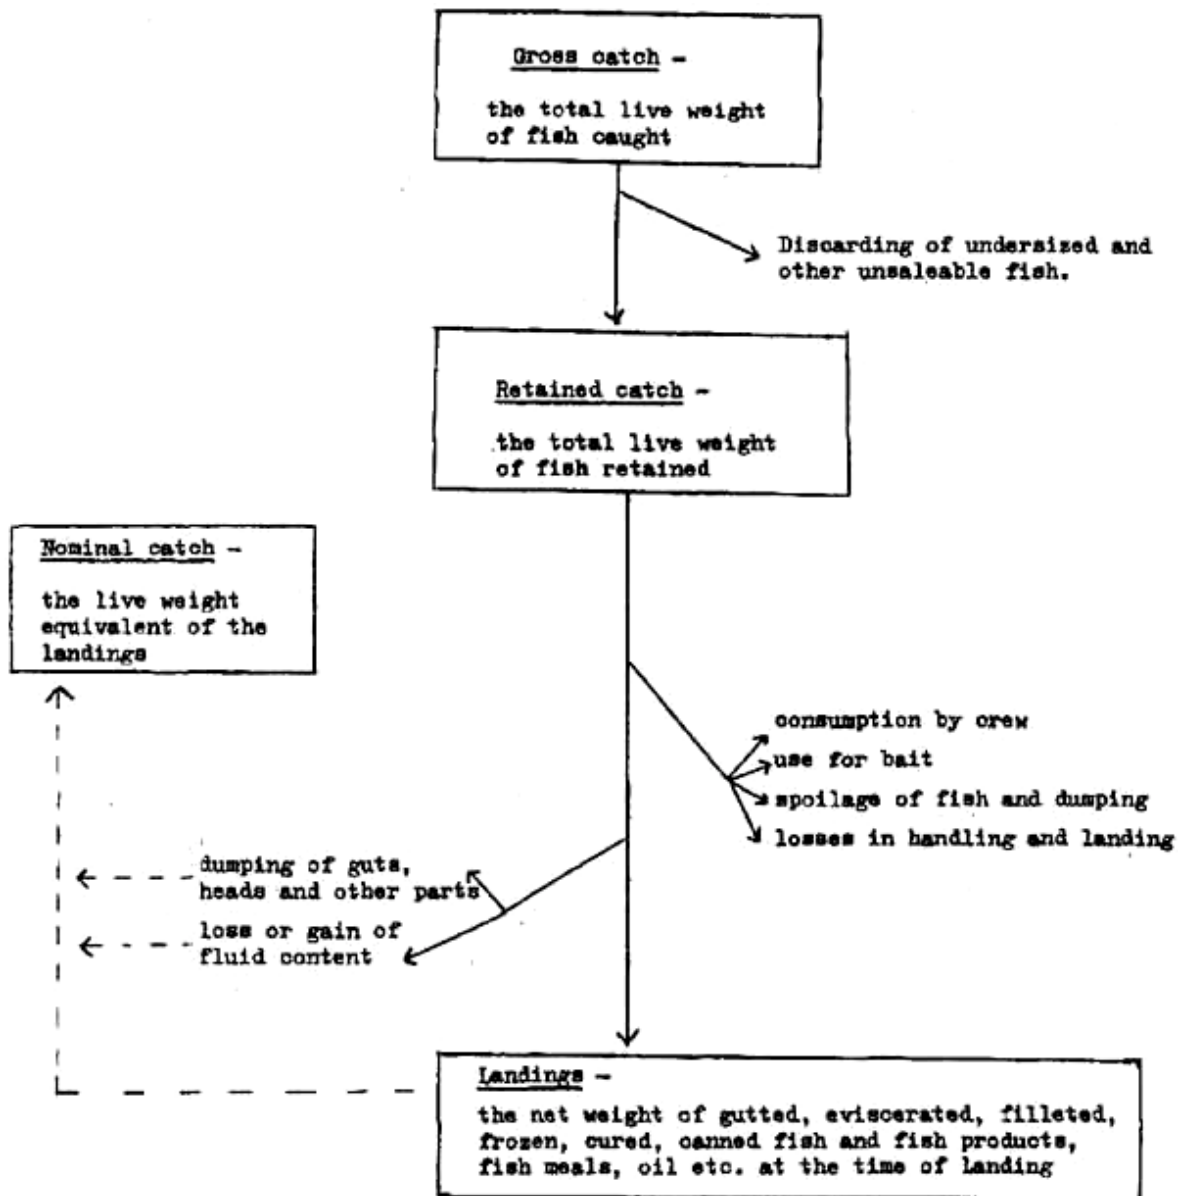 Gross catch -
the total live weight
of fish caught
Discarding of undersized and
other unsaleable fish.
Retained catch -
the total live weight
of fish retained
Nominal catch -
the live weight
equivalent of the
landings
consumption by crew
use for bait
spoilage of fish and dumping
losses in handling and landing
dumping of guts,
heads and other parts
loss or gain of
fluid content
Landings -
the net weight of gutted, eviscerated, filleted,
frozen, cured, canned fish and fish products,
fish meals, oil etc. at the time of landing